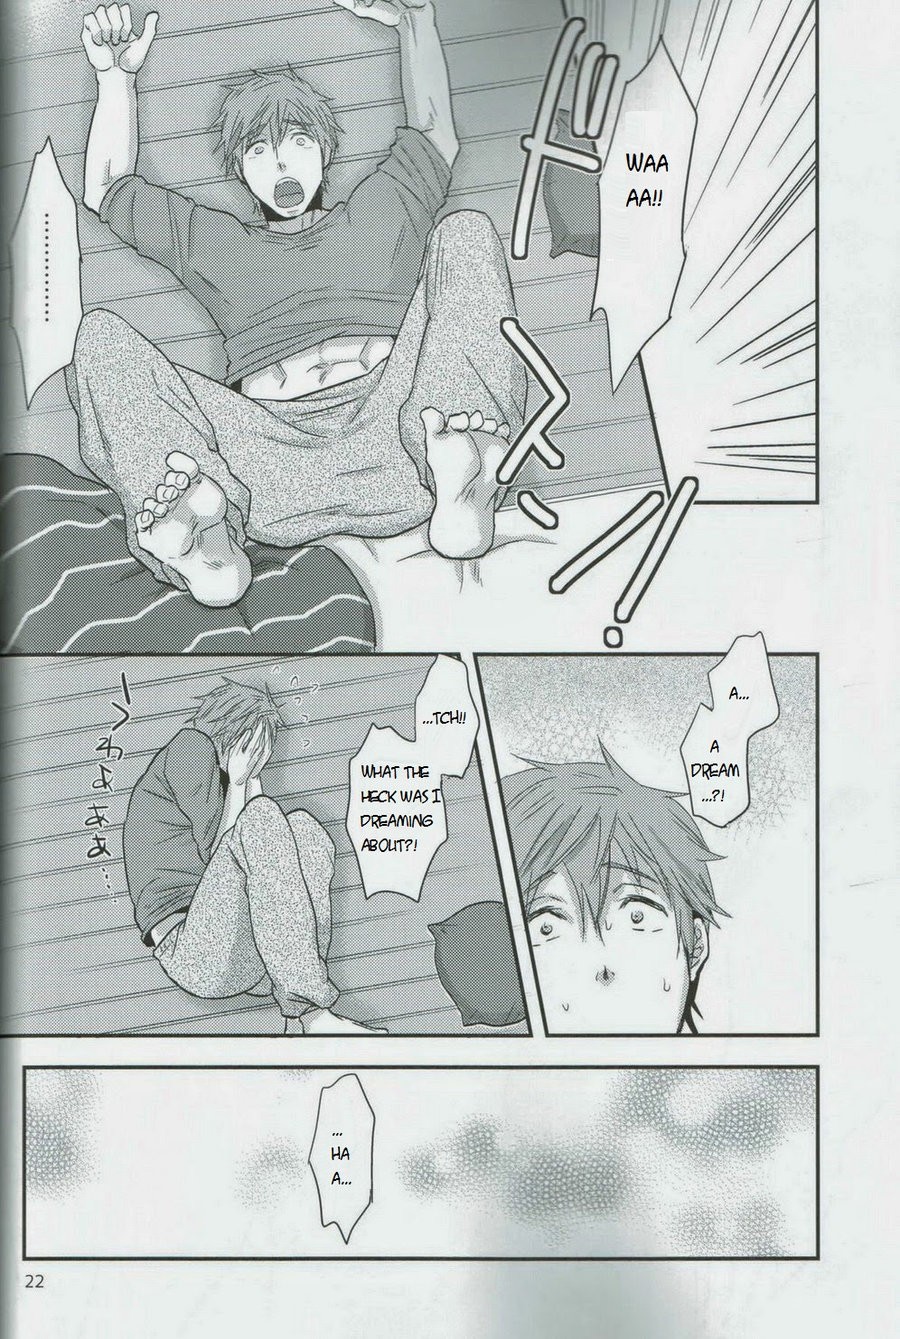 WAA
AA!!
.........
A...
A
DREAM
...?!
...TCH!!
WHAT THE
HECK WAS I
DREAMING
ABOUT?!
...
HA
A...
22